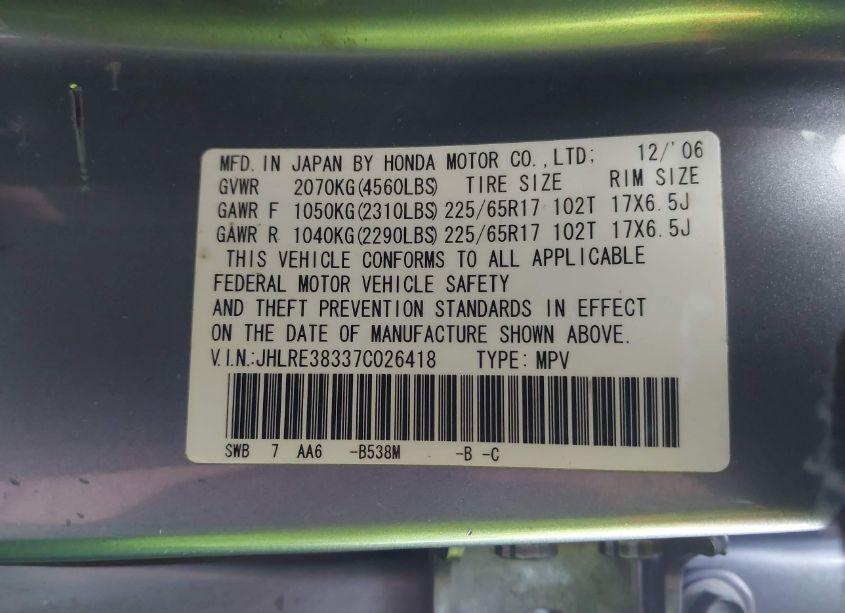 MFD. IN JAPAN BY HONDA MOTOR CO.,LTD; 12/'06
GVWR 2070KG(4560LBS) TIRE SIZE RIM SIZE
GAWR F 1050KG(2310LBS) 225/65R17 102T 17X6.5J
GAWR R 1040KG(2290LBS) 225/65R17 102T 17X6.5J
THIS VEHICLE CONFORMS TO ALL APPLICABLE
FEDERAL MOTOR VEHICLE SAFETY
AND THEFT PREVENTION STANDARDS IN EFFECT
ON THE DATE OF MANUFACTURE SHOWN ABOVE.
V.I.N.:JHLRE38337C026418 TYPE: MPV
SWB 7 AA6 -B538M -B -C